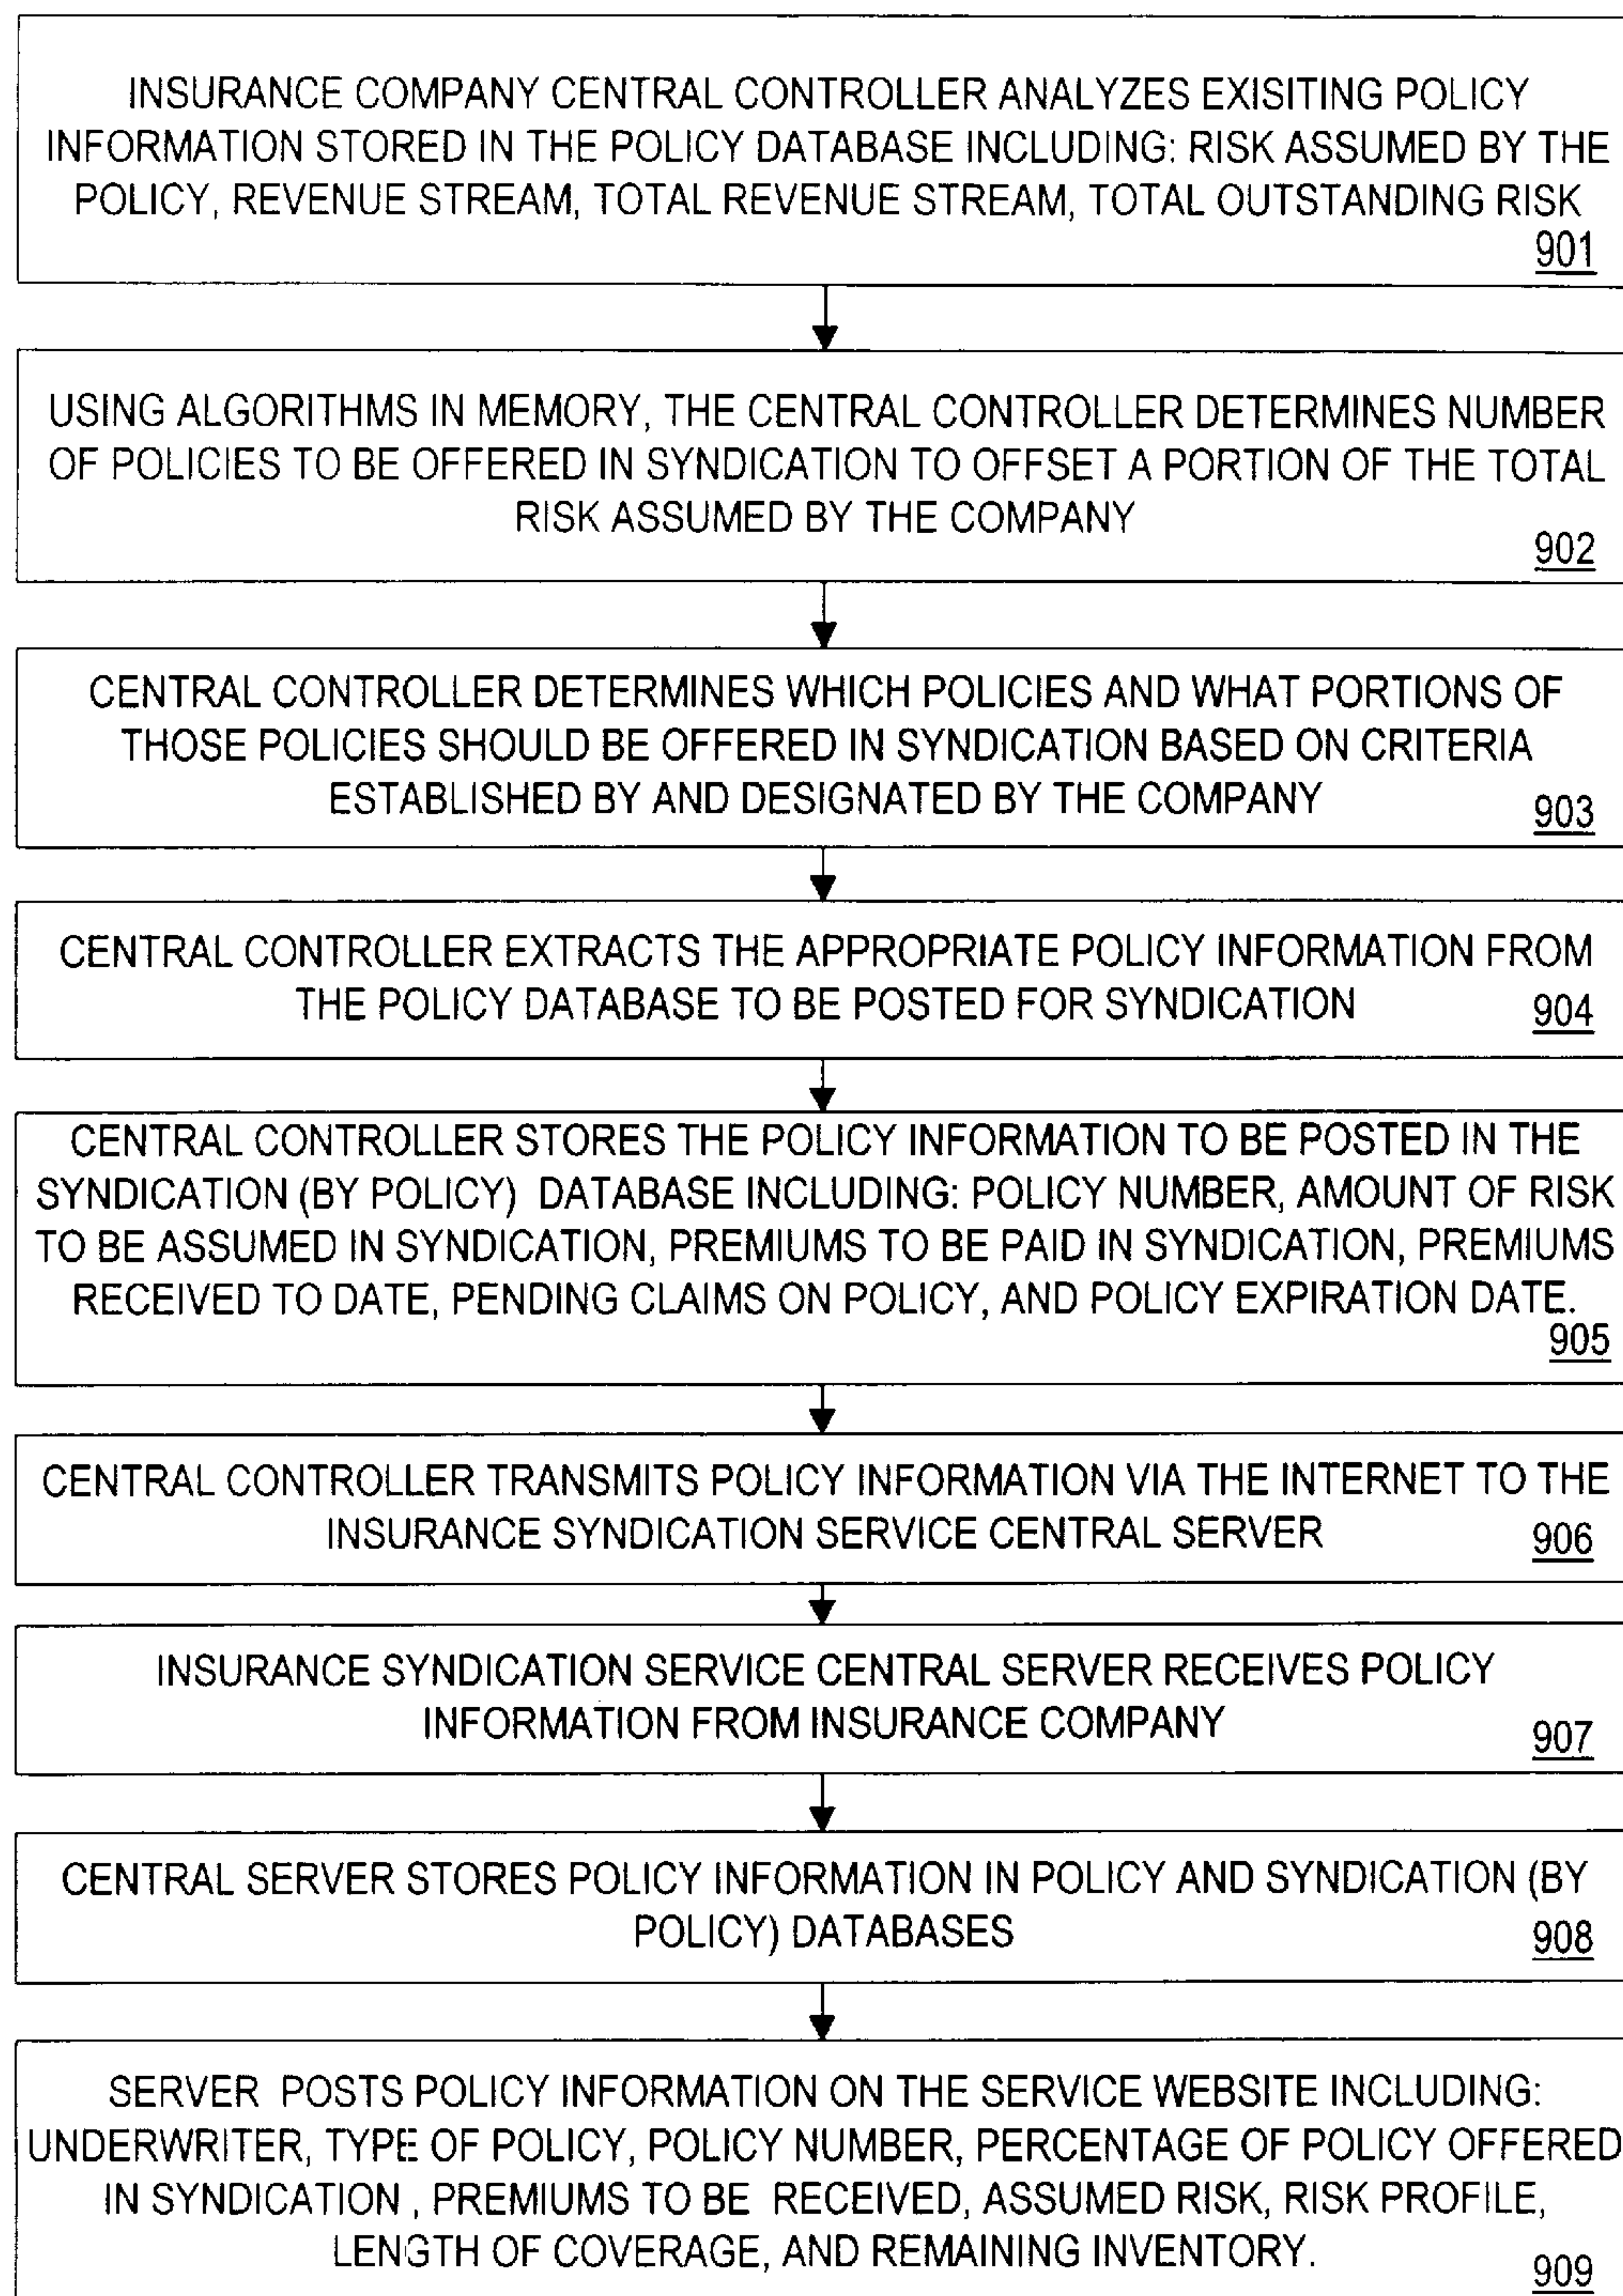 INSURANCE COMPANY CENTRAL CONTROLLER ANALYZES EXISITING POLICY
INFORMATION STORED IN THE POLICY DATABASE INCLUDING: RISK ASSUMED BY THE
POLICY, REVENUE STREAM, TOTAL REVENUE STREAM, TOTAL OUTSTANDING RISK
901
USING ALGORITHMS IN MEMORY, THE CENTRAL CONTROLLER DETERMINES NUMBER
OF POLICIES TO BE OFFERED IN SYNDICATION TO OFFSET A PORTION OF THE TOTAL
RISK ASSUMED BY THE COMPANY
902
CENTRAL CONTROLLER DETERMINES WHICH POLICIES AND WHAT PORTIONS OF
THOSE POLICIES SHOULD BE OFFERED IN SYNDICATION BASED ON CRITERIA
ESTABLISHED BY AND DESIGNATED BY THE COMPANY
903
CENTRAL CONTROLLER EXTRACTS THE APPROPRIATE POLICY INFORMATION FROM
THE POLICY DATABASE TO BE POSTED FOR SYNDICATION
904
CENTRAL CONTROLLER STORES THE POLICY INFORMATION TO BE POSTED IN THE
SYNDICATION (BY POLICY) DATABASE INCLUDING: POLICY NUMBER, AMOUNT OF RISK
TO BE ASSUMED IN SYNDICATION, PREMIUMS TO BE PAID IN SYNDICATION, PREMIUMS
RECEIVED TO DATE, PENDING CLAIMS ON POLICY, AND POLICY EXPIRATION DATE.
905
CENTRAL CONTROLLER TRANSMITS POLICY INFORMATION VIA THE INTERNET TO THE
INSURANCE SYNDICATION SERVICE CENTRAL SERVER
906
INSURANCE SYNDICATION SERVICE CENTRAL SERVER RECEIVES POLICY
INFORMATION FROM INSURANCE COMPANY
907
CENTRAL SERVER STORES POLICY INFORMATION IN POLICY AND SYNDICATION (BY
POLICY) DATABASES
908
SERVER POSTS POLICY INFORMATION ON THE SERVICE WEBSITE INCLUDING:
UNDERWRITER, TYPE OF POLICY, POLICY NUMBER, PERCENTAGE OF POLICY OFFERED
IN SYNDICATION , PREMIUMS TO BE RECEIVED, ASSUMED RISK, RISK PROFILE,
LENGTH OF COVERAGE, AND REMAINING INVENTORY.
909